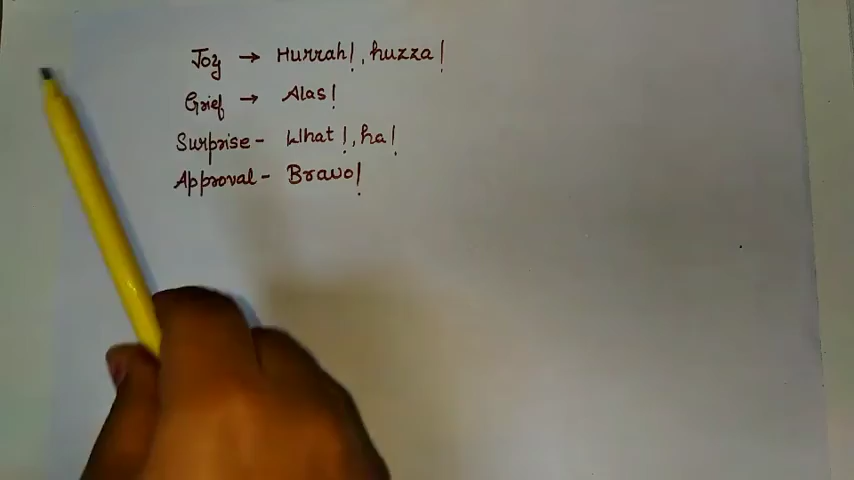 Joy → Hurrah!, huzza!
Grief → Alas!
Surprise - What!, ha!
Approval - Bravo!